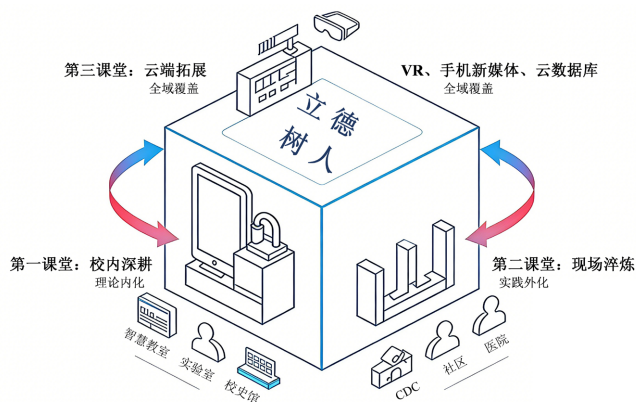 第三课堂：云端拓展
全域覆盖
VR、手机新媒体、云数据库
全域覆盖
立德
树人
第一课堂：校内深耕
理论内化
第二课堂：现场淬炼
实践外化
智慧教室
实验室
校史馆
CDC
社区
医院